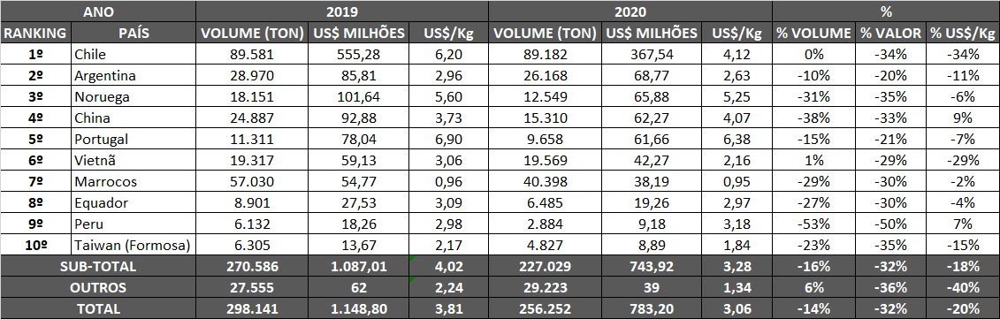 ANO 2019 2020 %
RANKING PAÍS VOLUME (TON) US$ MILHÕES US$/Kg VOLUME (TON) US$ MILHÕES US$/Kg % VOLUME % VALOR % US$/Kg
1º Chile 89.581 555,28 6,20 89.182 367,54 4,12 0% -34% -34%
2º Argentina 28.970 85,81 2,96 26.168 68,77 2,63 -10% -20% -11%
3º Noruega 18.151 101,64 5,60 12.549 65,88 5,25 -31% -35% -6%
4º China 24.887 92,88 3,73 15.310 62,27 4,07 -38% -33% 9%
5º Portugal 11.311 78,04 6,90 9.658 61,66 6,38 -15% -21% -7%
6º Vietnã 19.317 59,13 3,06 19.569 42,27 2,16 1% -29% -29%
7º Marrocos 57.030 54,77 0,96 40.398 38,19 0,95 -29% -30% -2%
8º Equador 8.901 27,53 3,09 6.485 19,26 2,97 -27% -30% -4%
9º Peru 6.132 18,26 2,98 2.884 9,18 3,18 -53% -50% 7%
10º Taiwan (Formosa) 6.305 13,67 2,17 4.827 8,89 1,84 -23% -35% -15%
SUB-TOTAL 270.586 1.087,01 4,02 227.029 743,92 3,28 -16% -32% -18%
OUTROS 27.555 62 2,24 29.223 39 1,34 6% -36% -40%
TOTAL 298.141 1.148,80 3,81 256.252 783,20 3,06 -14% -32% -20%